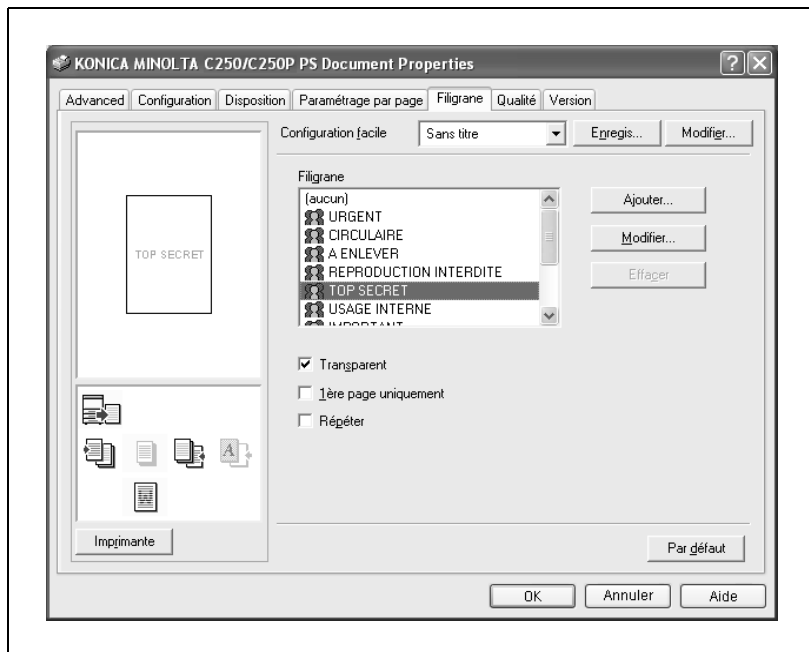 KONICA MINOLTA C250/C250P PS Document Properties
Advanced Configuration Disposition Paramétrage par page Filigrane Qualité Version
Configuration facile Sans titre Enregis... Modifier...
Filigrane
(aucun)
URGENT
CIRCULAIRE
A ENLEVER
REPRODUCTION INTERDITE
TOP SECRET
USAGE INTERNE
IMPORTANT
Ajouter...
Modifier...
Effaçer
TOP SECRET
Transparent
1ère page uniquement
Répéter
A
W
Imprimante
Par défaut
OK Annuler Aide